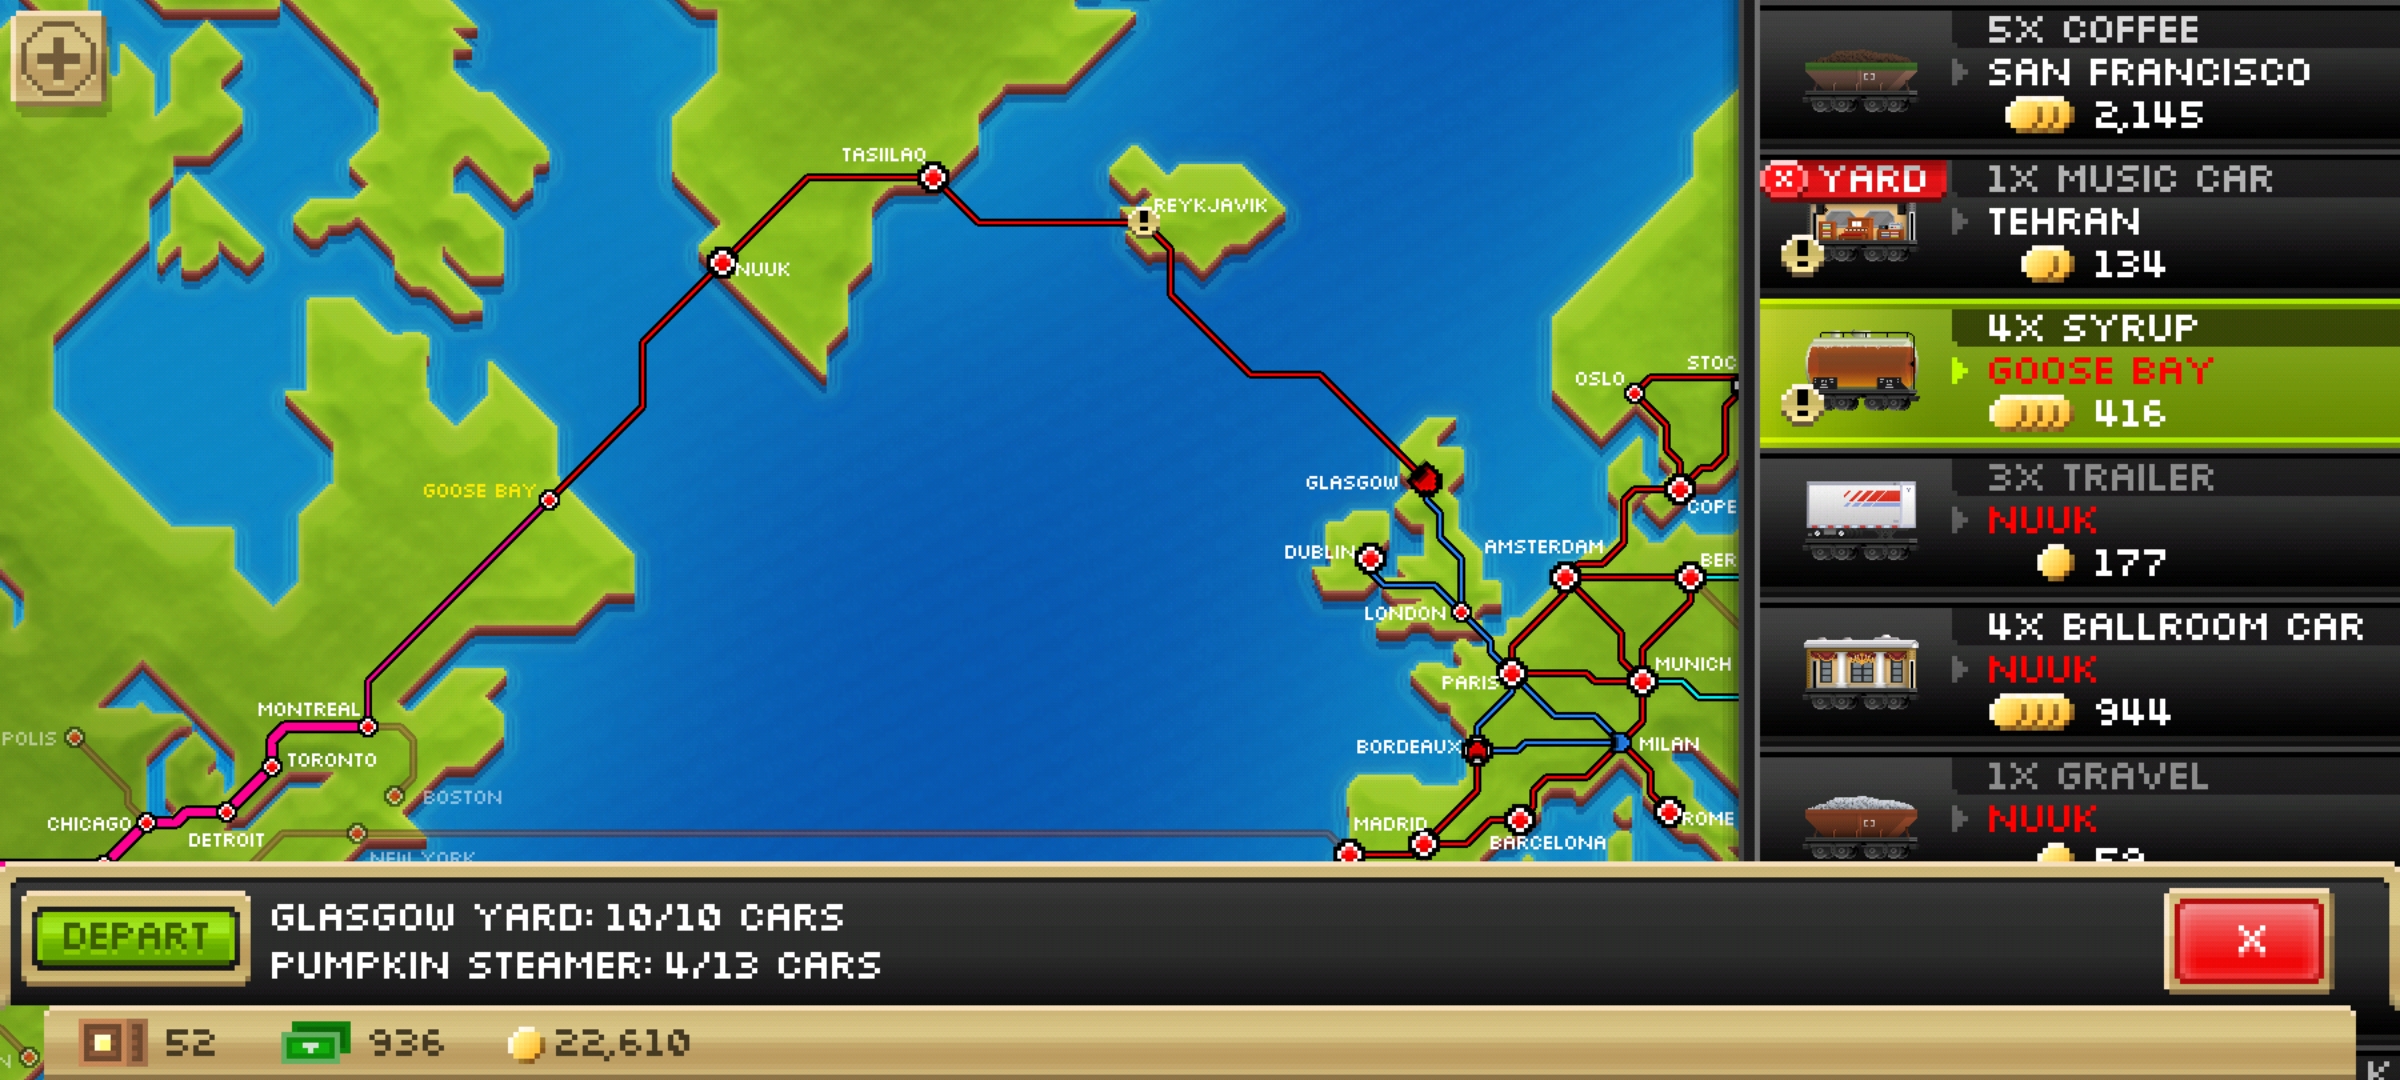 TASIILAQ
REYKJAVIK
NUUK
OSLO
STOC
GOOSE BAY
GLASGOW
COPE
DUBLIN
AMSTERDAM
BER
LONDON
PARIS
MUNICH
MONTREAL
POLIS
TORONTO
BORDEAUX
MILAN
BOSTON
CHICAGO
DETROIT
MADRID
BARCELONA
ROME
NEW YORK
5X COFFEE
SAN FRANCISCO
2,145
YARD
1X MUSIC CAR
TEHRAN
134
4X SYRUP
GOOSE BAY
416
3X TRAILER
NUUK
177
4X BALLROOM CAR
NUUK
944
1X GRAVEL
NUUK
59
DEPART
GLASGOW YARD: 10/10 CARS
PUMPKIN STEAMER: 4/13 CARS
X
52
936
22,610